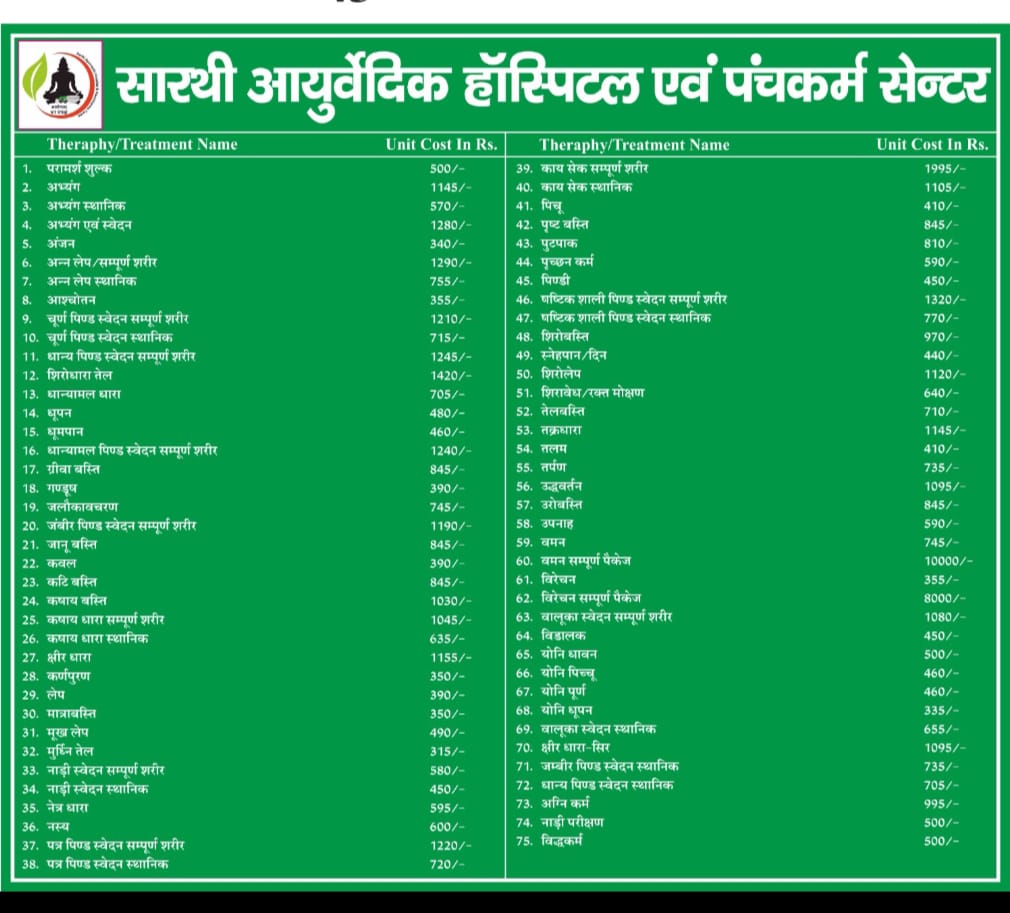 सारथी आयुर्वेदिक हॉस्पिटल एवं पंचकर्म सेन्टर
Theraphy/Treatment Name Unit Cost In Rs.
1. परामर्श शुल्क 500/-
2. अभ्यंग 1145/-
3. अभ्यंग स्थानिक 570/-
4. अभ्यंग एवं स्वेदन 1280/-
5. अंजन 340/-
6. अन्न लेप/सम्पूर्ण शरीर 1290/-
7. अन्न लेप स्थानिक 755/-
8. आश्चोतन 355/-
9. चूर्ण पिण्ड स्वेदन सम्पूर्ण शरीर 1210/-
10. चूर्ण पिण्ड स्वेदन स्थानिक 715/-
11. धान्य पिण्ड स्वेदन सम्पूर्ण शरीर 1245/-
12. शिरोधारा तेल 1420/-
13. धान्यामल धारा 705/-
14. धूपन 480/-
15. धूमपान 460/-
16. धान्यामल पिण्ड स्वेदन सम्पूर्ण शरीर 1240/-
17. ग्रीवा बस्ति 845/-
18. गण्डूष 390/-
19. जलौकावचरण 745/-
20. जंबीर पिण्ड स्वेदन सम्पूर्ण शरीर 1190/-
21. जानू बस्ति 845/-
22. कवल 390/-
23. कटि बस्ति 845/-
24. कषाय बस्ति 1030/-
25. कषाय धारा सम्पूर्ण शरीर 1045/-
26. कषाय धारा स्थानिक 635/-
27. क्षीर धारा 1155/-
28. कर्णपुरण 350/-
29. लेप 390/-
30. मात्राबस्ति 350/-
31. मूख लेप 490/-
32. मुर्ध्नि तेल 315/-
33. नाड़ी स्वेदन सम्पूर्ण शरीर 580/-
34. नाड़ी स्वेदन स्थानिक 450/-
35. नेत्र धारा 595/-
36. नस्य 600/-
37. पत्र पिण्ड स्वेदन सम्पूर्ण शरीर 1220/-
38. पत्र पिण्ड स्वेदन स्थानिक 720/-
Theraphy/Treatment Name Unit Cost In Rs.
39. काय सेक सम्पूर्ण शरीर 1995/-
40. काय सेक स्थानिक 1105/-
41. पिचू 410/-
42. पृष्ट बस्ति 845/-
43. पुटपाक 810/-
44. पृच्छन कर्म 590/-
45. पिण्डी 450/-
46. षष्टिक शाली पिण्ड स्वेदन सम्पूर्ण शरीर 1320/-
47. षष्टिक शाली पिण्ड स्वेदन स्थानिक 770/-
48. शिरोबस्ति 970/-
49. स्नेहपान/दिन 440/-
50. शिरोलेप 1120/-
51. शिरावेध/रक्त मोक्षण 640/-
52. तेलबस्ति 710/-
53. तक्रधारा 1145/-
54. तलम 410/-
55. तर्पण 735/-
56. उद्धवर्तन 1095/-
57. उरोबस्ति 845/-
58. उपनाह 590/-
59. वमन 745/-
60. वमन सम्पूर्ण पैकेज 10000/-
61. विरेचन 355/-
62. विरेचन सम्पूर्ण पैकेज 8000/-
63. वालूका स्वेदन सम्पूर्ण शरीर 1080/-
64. विडालक 450/-
65. योनि धावन 500/-
66. योनि पिच्चू 460/-
67. योनि पूर्ण 460/-
68. योनि धूपन 335/-
69. वालूका स्वेदन स्थानिक 655/-
70. क्षीर धारा-सिर 1095/-
71. जम्बीर पिण्ड स्वेदन स्थानिक 735/-
72. धान्य पिण्ड स्वेदन स्थानिक 705/-
73. अग्नि कर्म 995/-
74. नाड़ी परीक्षण 500/-
75. विद्धकर्म 500/-